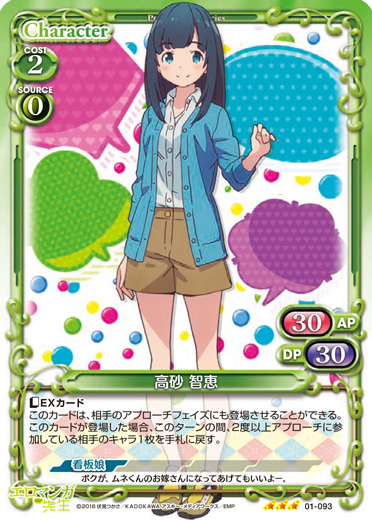 Character
COST
2
SOURCE
0
30 AP
DP 30
高砂 智恵
EXカード
このカードは、相手のアプローチフェイズにも登場させることができる。
このカードが登場した場合、このターンの間、2度以上アプローチに参
加している相手のキャラ1枚を手札に戻す。
看板娘
ボクが、ムネくんのお嫁さんになってあげてもいいよー。
エロマンガ
先生
©2016 伏見つかさ/KADOKAWA アスキー・メディアワークス/EMP
01-093